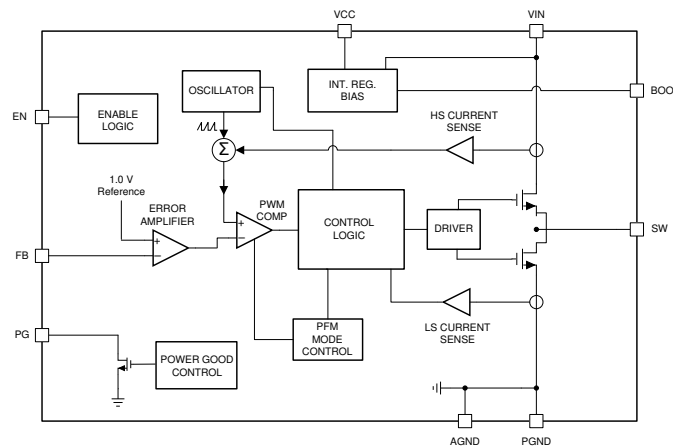 VCC
VIN
OSCILLATOR
INT. REG.
BIAS
BOO
EN
ENABLE
LOGIC
HS CURRENT
SENSE
Σ
1.0 V
Reference
ERROR
AMPLIFIER
PWM
COMP
+
−
+
−
CONTROL
LOGIC
DRIVER
SW
FB
PG
PFM
MODE
CONTROL
LS CURRENT
SENSE
POWER GOOD
CONTROL
AGND
PGND